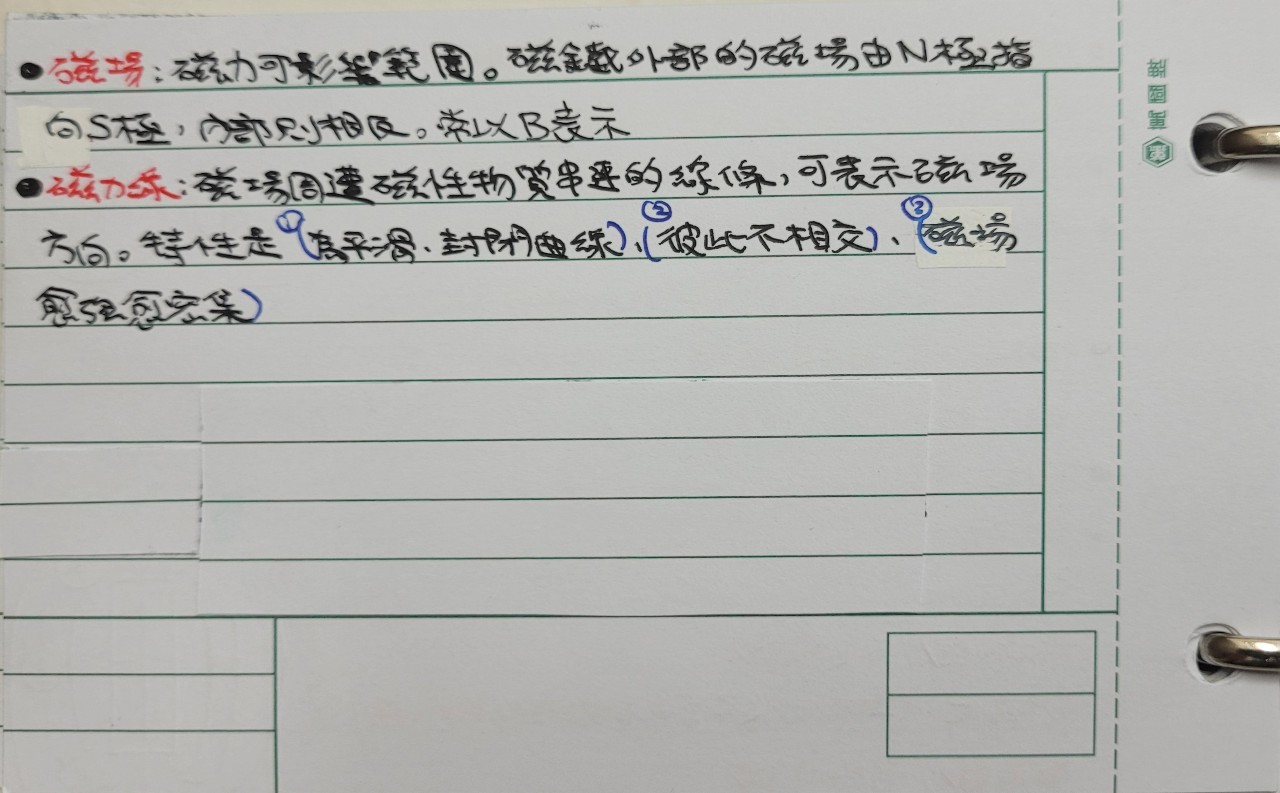 ●磁場:磁力可影響範圍。磁鐵外部的磁場由N極指
向S極,內部則相反。常以B表示
●磁力線:磁場周遭磁性物質串連的線條,可表示磁場
方向。特性是①(為平滑、封閉曲線)、②(彼此不相交)、③(磁場
愈強愈密集)
萬國牌